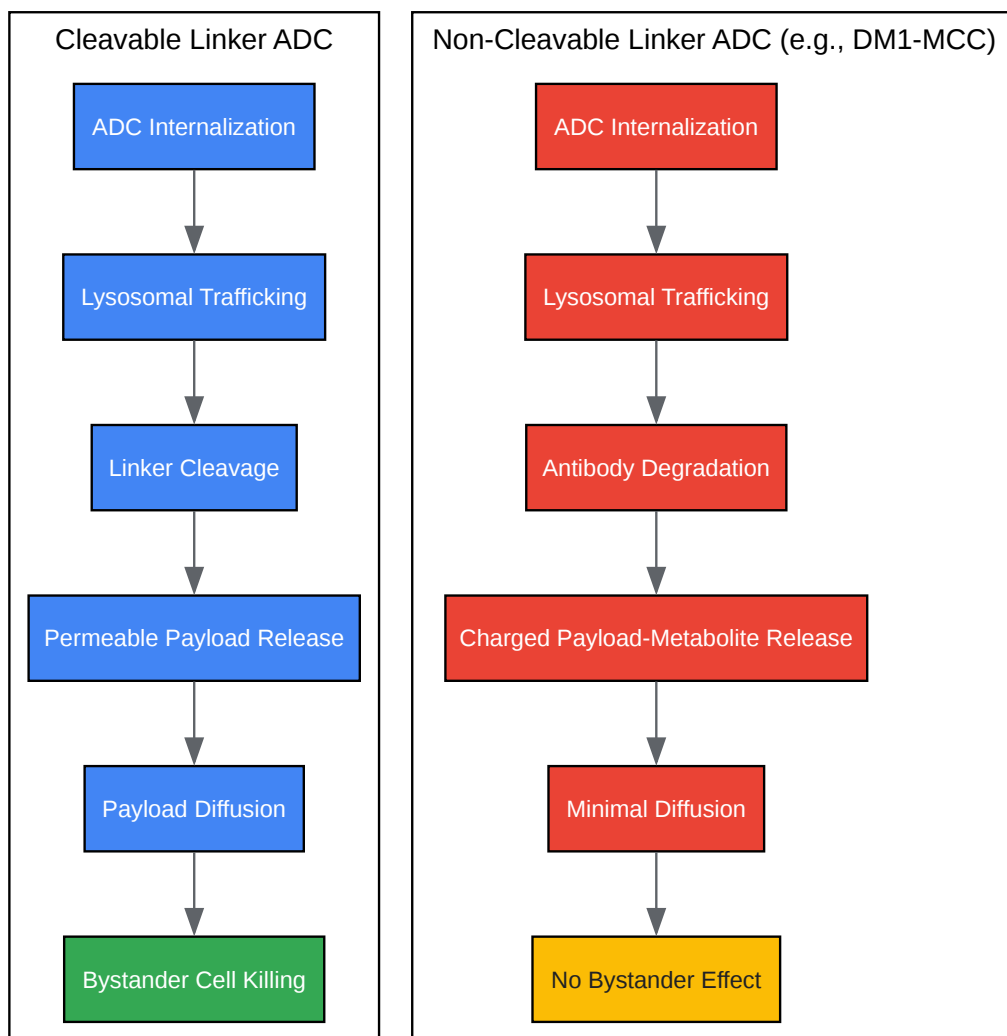 Cleavable Linker ADC
ADC Internalization
Lysosomal Trafficking
Linker Cleavage
Permeable Payload Release
Payload Diffusion
Bystander Cell Killing
Non-Cleavable Linker ADC (e.g., DM1-MCC)
ADC Internalization
Lysosomal Trafficking
Antibody Degradation
Charged Payload-Metabolite Release
Minimal Diffusion
No Bystander Effect